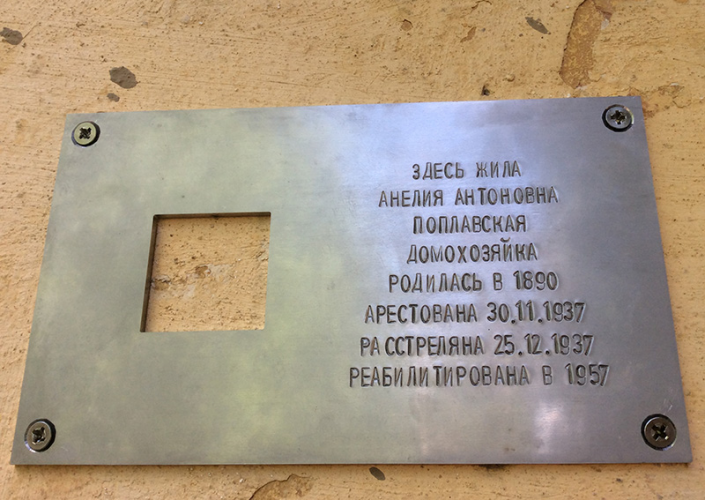 ЗДЕСЬ ЖИЛА
АНЕЛИЯ АНТОНОВНА
ПОПЛАВСКАЯ
ДОМОХОЗЯЙКА
РОДИЛАСЬ В 1890
АРЕСТОВАНА 30.11.1937
РАССТРЕЛЯНА 25.12.1937
РЕАБИЛИТИРОВАНА В 1957